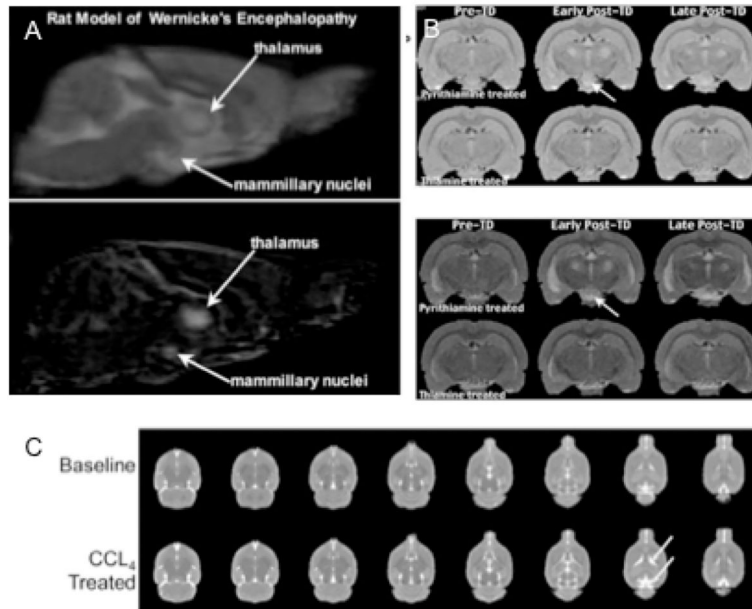 A
Rat Model of Wernicke's Encephalopathy
thalamus
mammillary nuclei
thalamus
mammillary nuclei
B
Pre-TD Early Post-TD Late Post-TD
Pyrithiamine treated
Thiamine treated
Pre-TD Early Post-TD Late Post-TD
Pyrithiamine treated
Thiamine treated
C
Baseline
CCL4
Treated